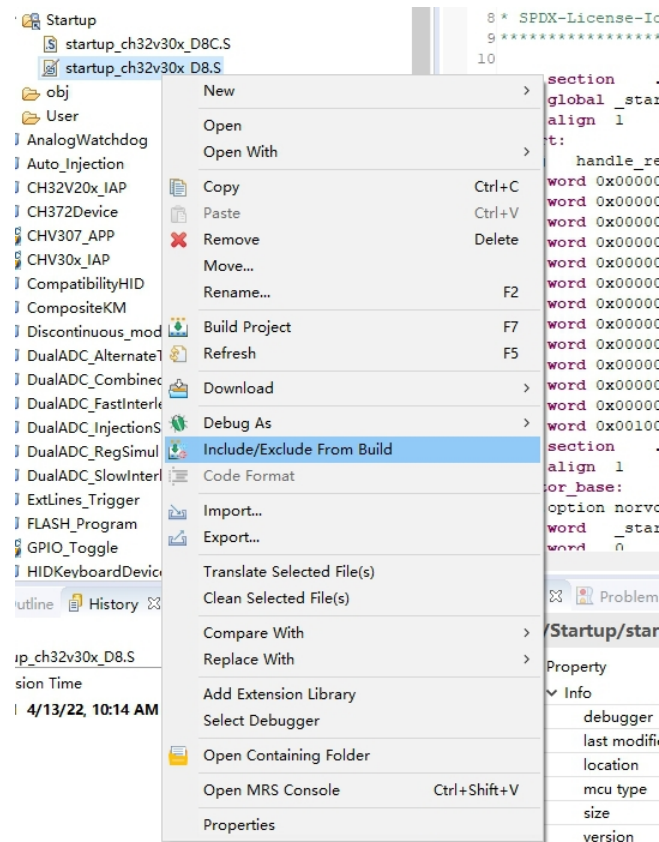 Startup
startup_ch32v30x_D8C.S
startup_ch32v30x_D8.S
obj
User
AnalogWatchdog
Auto_Injection
CH32V20x_IAP
CH372Device
CHV307_APP
CHV30x_IAP
CompatibilityHID
CompositeKM
Discontinuous_mod
DualADC_AlternateT
DualADC_Combined
DualADC_FastInterle
DualADC_InjectionS
DualADC_RegSimul
DualADC_SlowInterl
ExtLines_Trigger
FLASH_Program
GPIO_Toggle
HIDKeyboardDevice
utline History
up_ch32v30x_D8.S
sion Time
4/13/22, 10:14 AM
New
Open
Open With
Copy Ctrl+C
Paste Ctrl+V
Remove Delete
Move...
Rename... F2
Build Project F7
Refresh F5
Download
Debug As
Include/Exclude From Build
Code Format
Import...
Export...
Translate Selected File(s)
Clean Selected File(s)
Compare With
Replace With
Add Extension Library
Select Debugger
Open Containing Folder
Open MRS Console Ctrl+Shift+V
Properties
8 * SPDX-License-Id
9 *****************
10
section .
global _star
align 1
t:
handle_re
word 0x00000
word 0x00000
word 0x00000
word 0x00000
word 0x00000
word 0x00000
word 0x00000
word 0x00000
word 0x00000
word 0x00000
word 0x00000
word 0x00000
word 0x00100
section .
align 1
or_base:
option norvc
word _star
word 0
Problem
/Startup/star
Property
Info
debugger
last modifie
location
mcu type
size
version